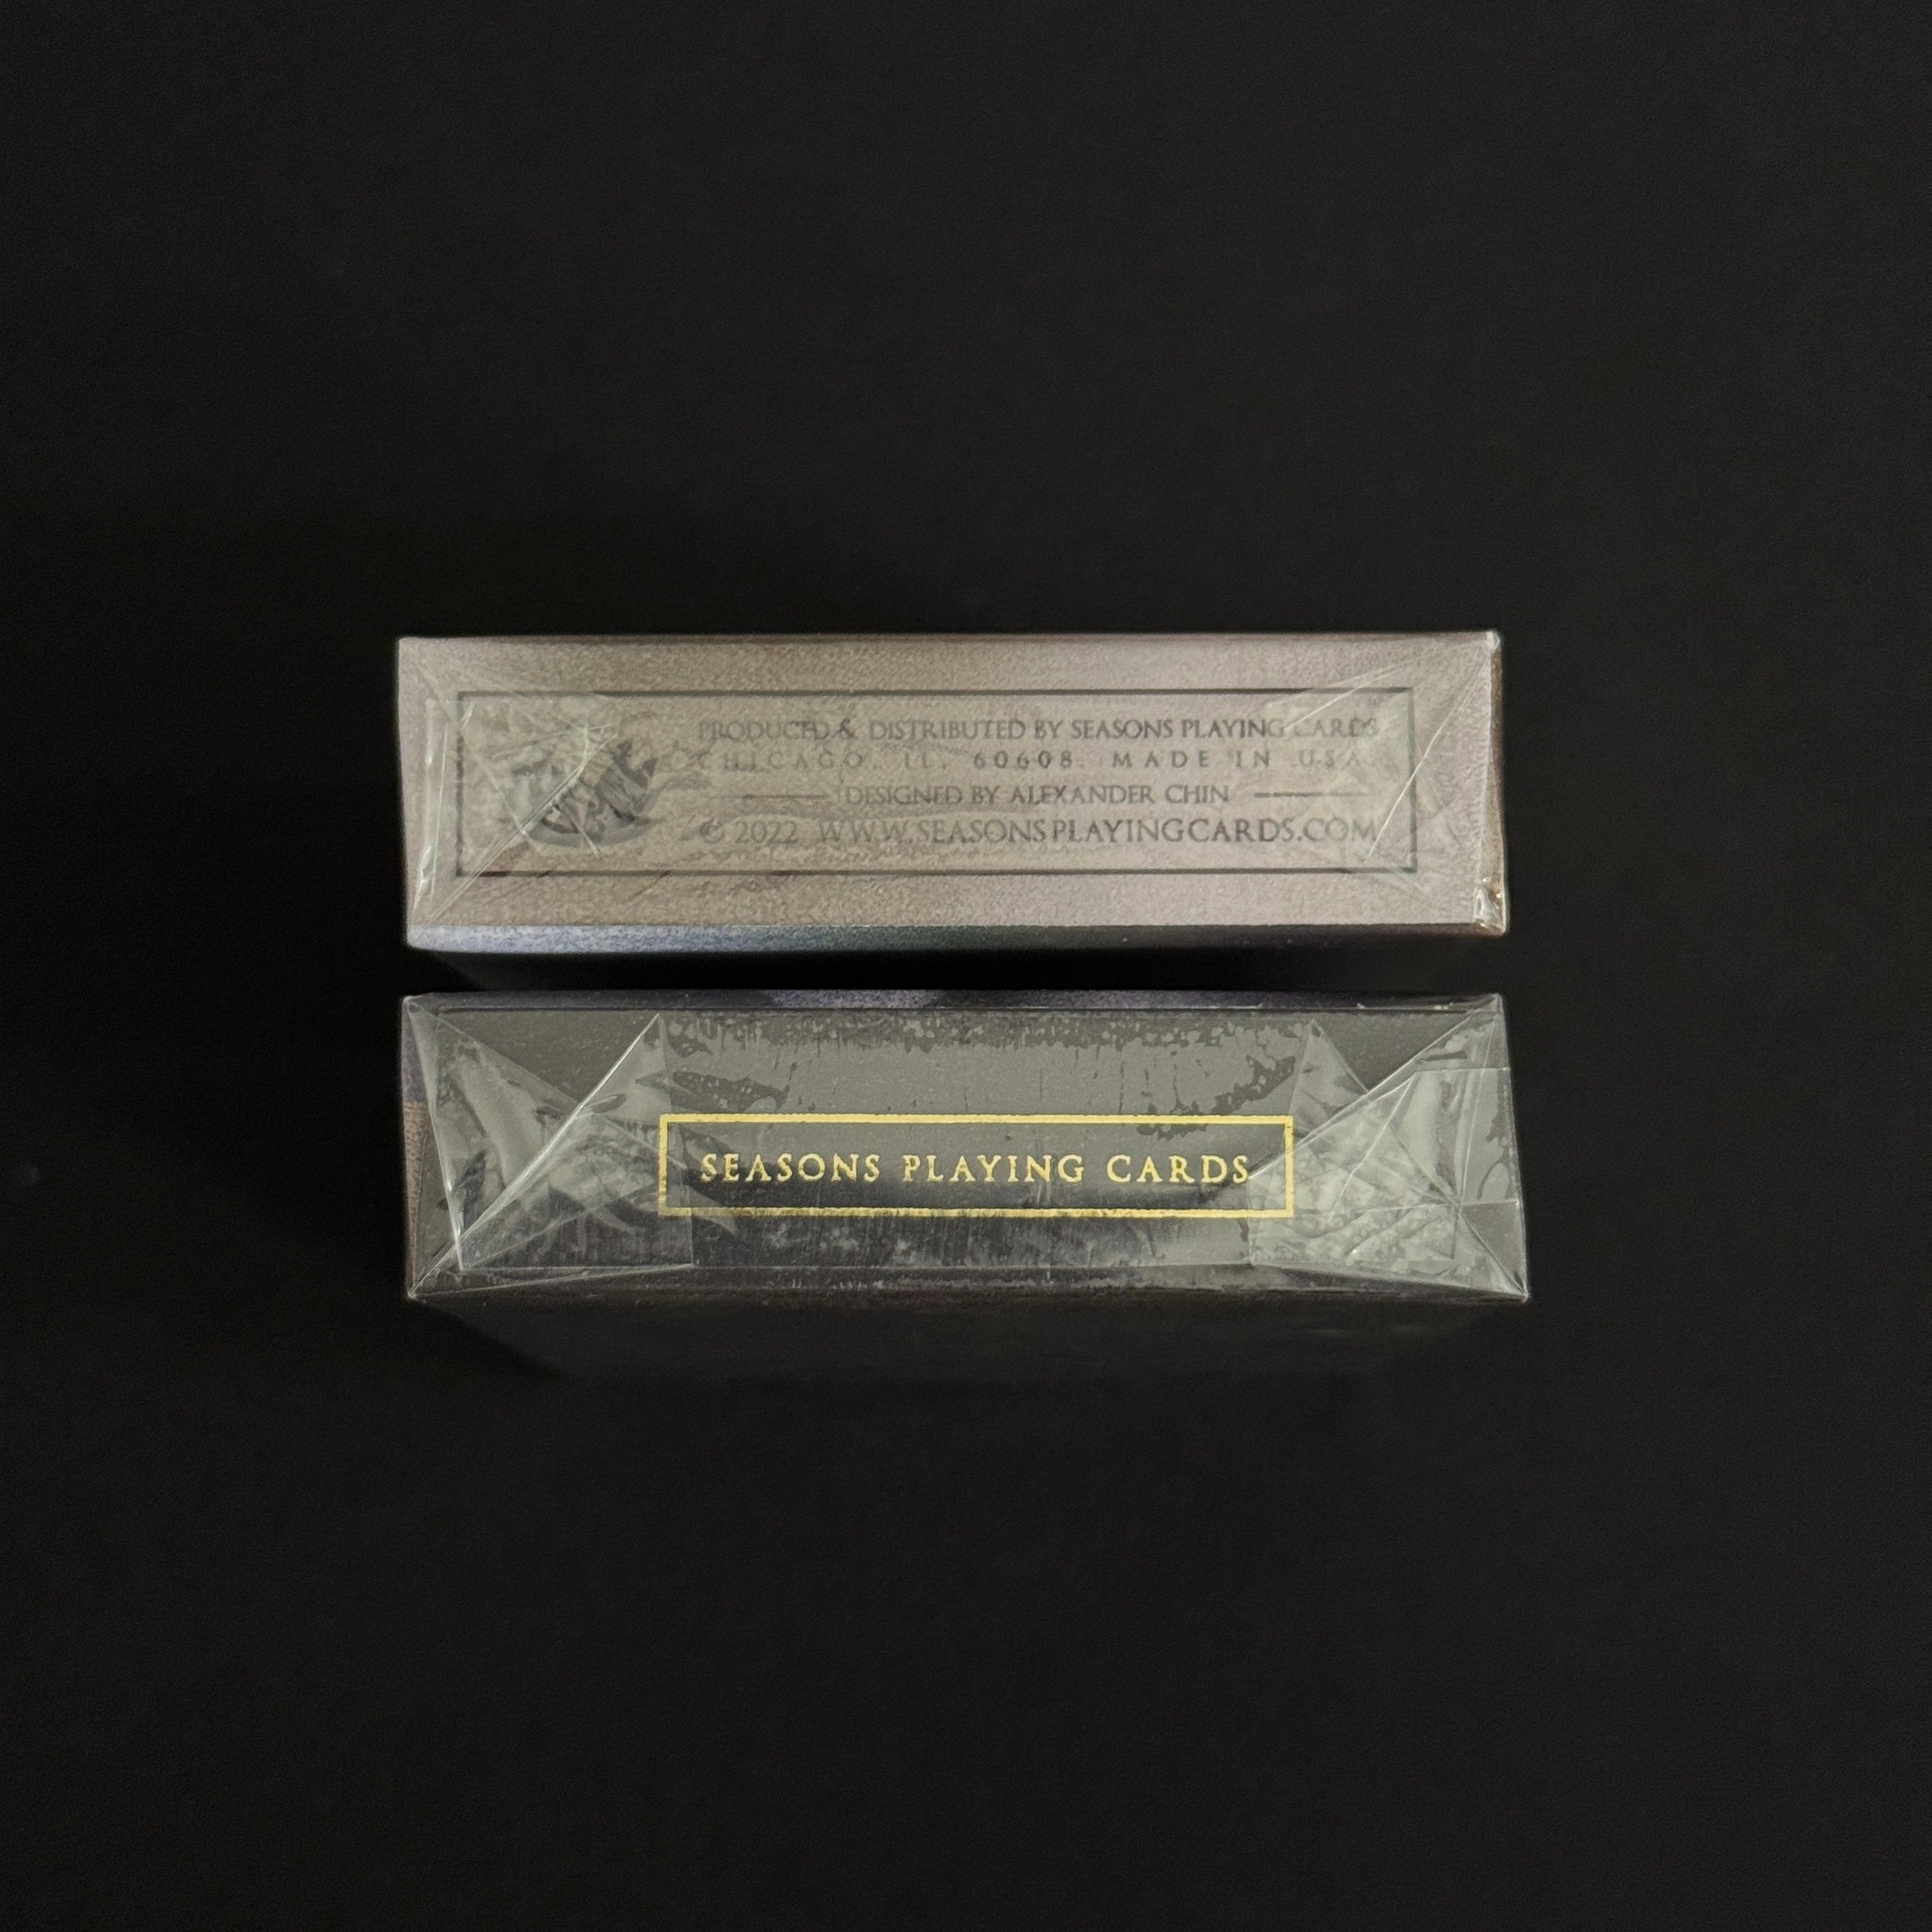 PRODUCED & DISTRIBUTED BY SEASONS PLAYING CARDS
CHICAGO, IL, 60608. MADE IN USA.
DESIGNED BY ALEXANDER CHIN
© 2022 WWW.SEASONSPLAYINGCARDS.COM
SEASONS PLAYING CARDS